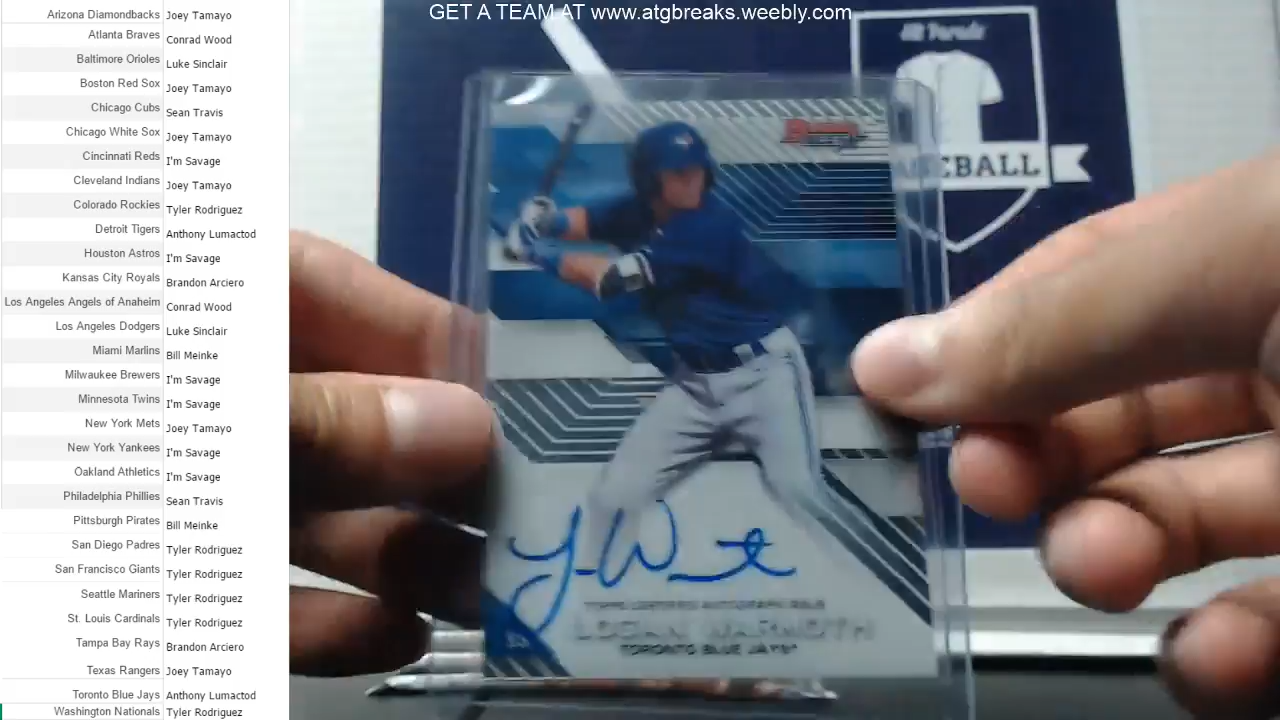 GET A TEAM AT www.atgbreaks.weebly.com
Arizona Diamondbacks Joey Tamayo
Atlanta Braves Conrad Wood
Baltimore Orioles Luke Sinclair
Boston Red Sox Joey Tamayo
Chicago Cubs Sean Travis
Chicago White Sox Joey Tamayo
Cincinnati Reds I'm Savage
Cleveland Indians Joey Tamayo
Colorado Rockies Tyler Rodriguez
Detroit Tigers Anthony Lumactod
Houston Astros I'm Savage
Kansas City Royals Brandon Arciero
Los Angeles Angels of Anaheim Conrad Wood
Los Angeles Dodgers Luke Sinclair
Miami Marlins Bill Meinke
Milwaukee Brewers I'm Savage
Minnesota Twins I'm Savage
New York Mets Joey Tamayo
New York Yankees I'm Savage
Oakland Athletics I'm Savage
Philadelphia Phillies Sean Travis
Pittsburgh Pirates Bill Meinke
San Diego Padres Tyler Rodriguez
San Francisco Giants Tyler Rodriguez
Seattle Mariners Tyler Rodriguez
St. Louis Cardinals Tyler Rodriguez
Tampa Bay Rays Brandon Arciero
Texas Rangers Joey Tamayo
Toronto Blue Jays Anthony Lumactod
Washington Nationals Tyler Rodriguez
TOPPS CERTIFIED AUTOGRAPH ISSUE
LOGAN WARMOTH
TORONTO BLUE JAYS